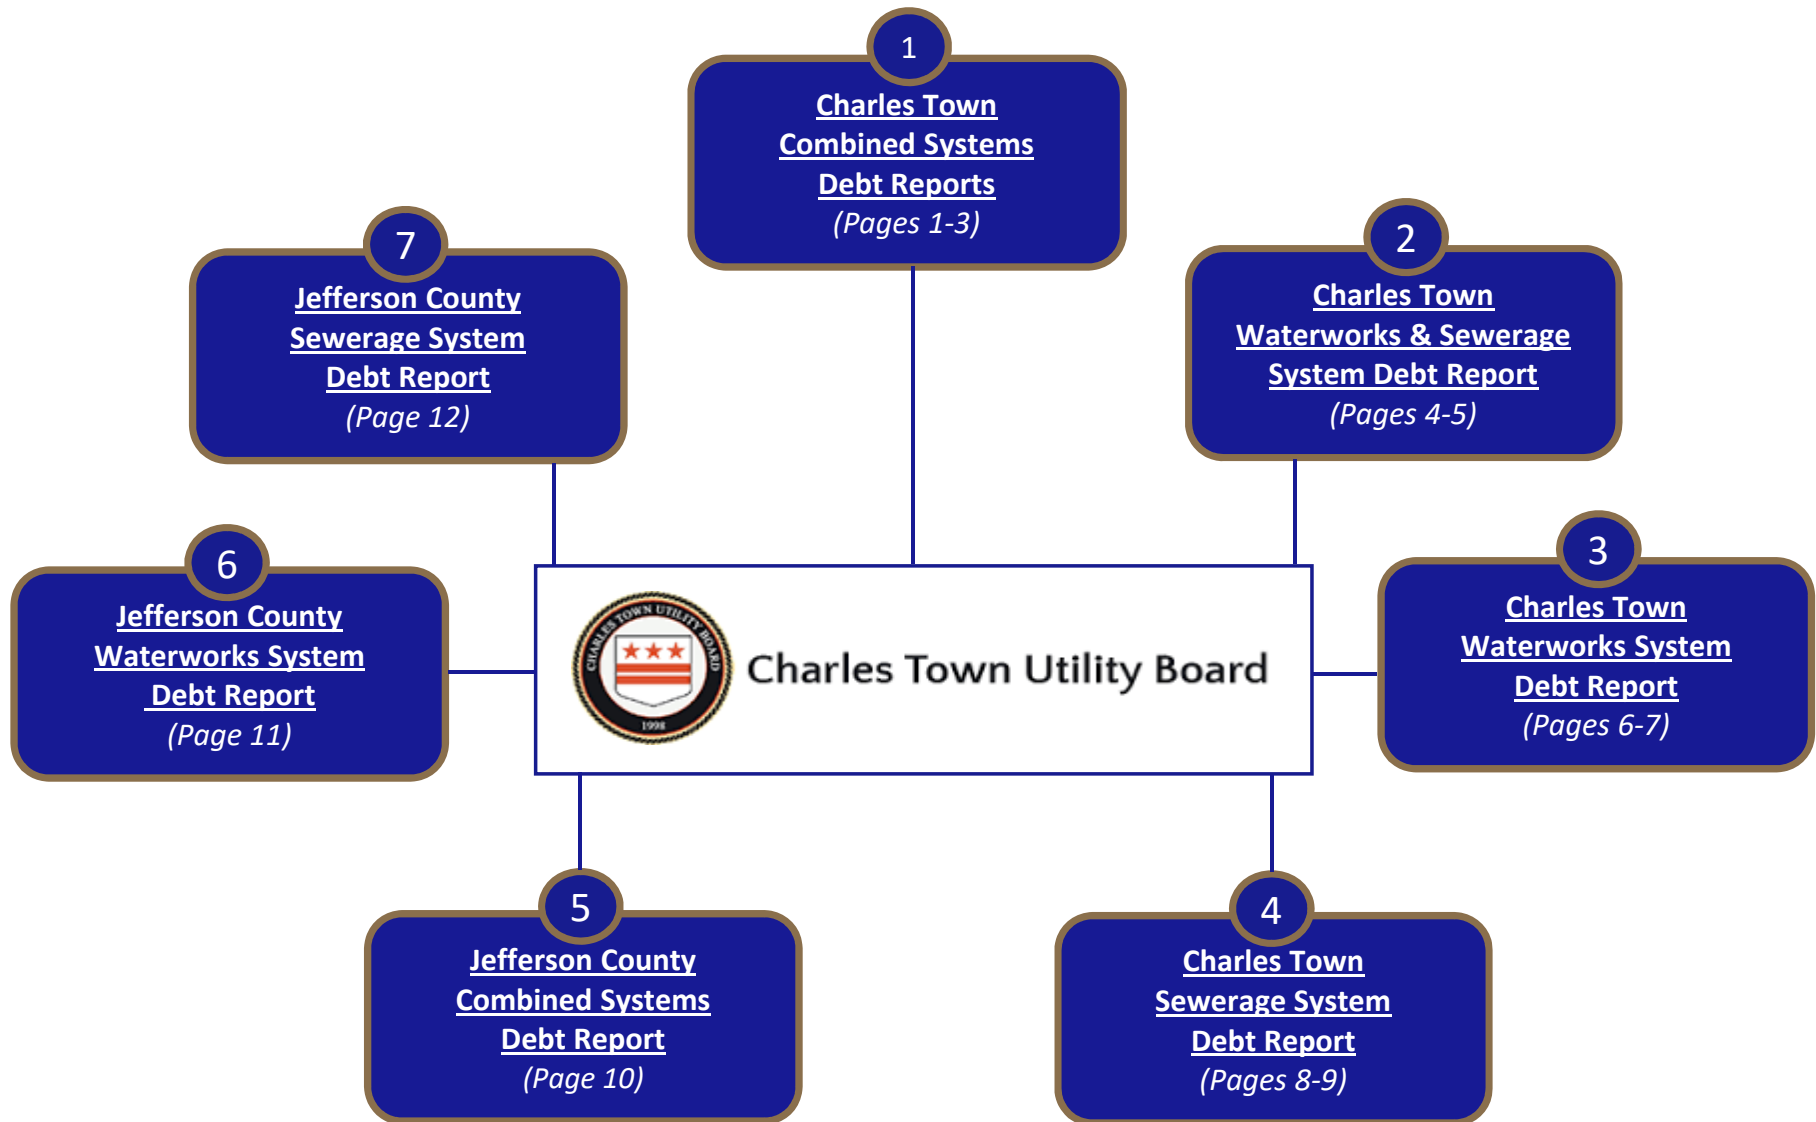 1
Charles Town
Combined Systems
Debt Reports
(Pages 1-3)
2
Charles Town
Waterworks & Sewerage
System Debt Report
(Pages 4-5)
3
Charles Town
Waterworks System
Debt Report
(Pages 6-7)
4
Charles Town
Sewerage System
Debt Report
(Pages 8-9)
5
Jefferson County
Combined Systems
Debt Report
(Page 10)
6
Jefferson County
Waterworks System
Debt Report
(Page 11)
7
Jefferson County
Sewerage System
Debt Report
(Page 12)
CHARLES TOWN UTILITY BOARD
1998
Charles Town Utility Board